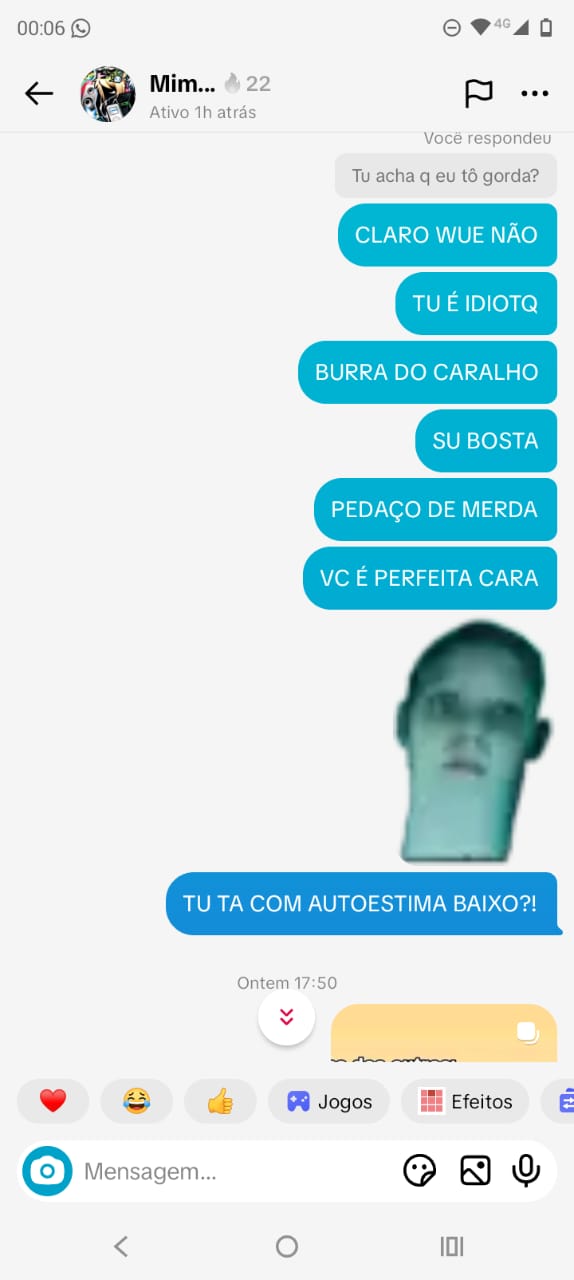 00:06
4G
Mim... 22
Ativo 1h atrás
Você respondeu
Tu acha q eu tô gorda?
CLARO WUE NÃO
TU É IDIOTQ
BURRA DO CARALHO
SU BOSTA
PEDAÇO DE MERDA
VC É PERFEITA CARA
TU TA COM AUTOESTIMA BAIXO?!
Ontem 17:50
Jogos
Efeitos
Mensagem...